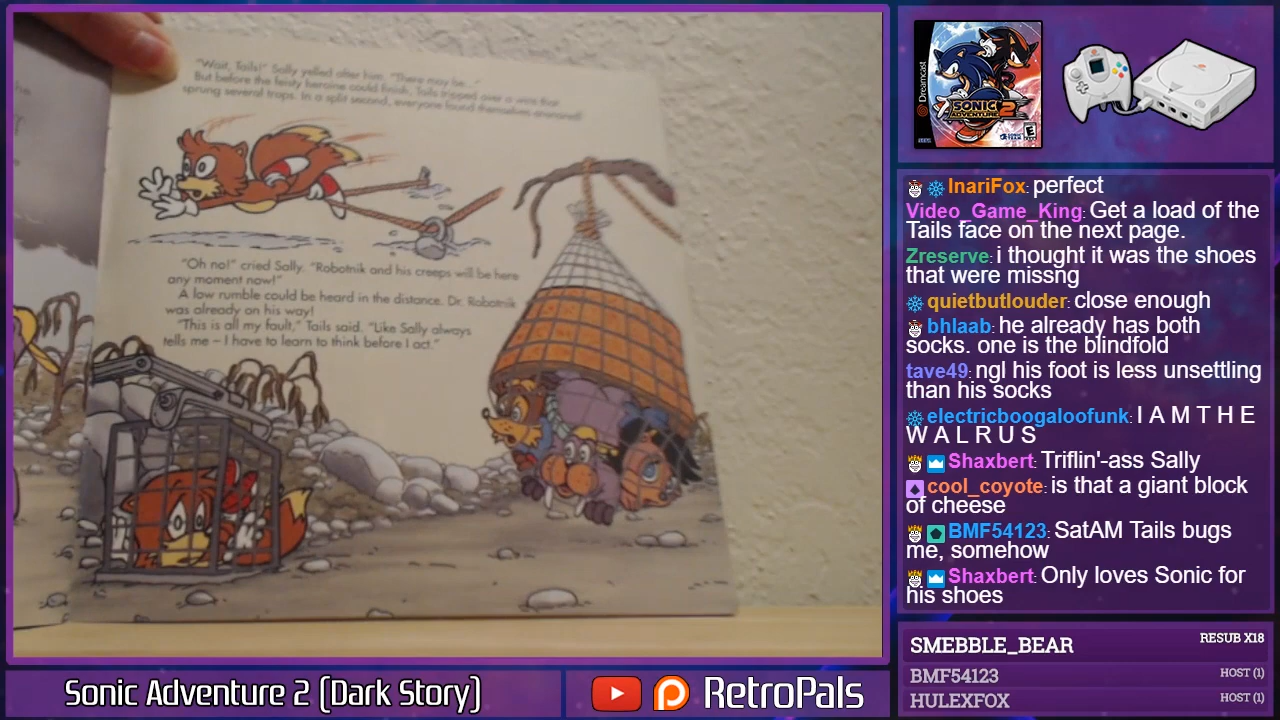 "Wait, Tails!" Sally yelled after him. "There may be..."
But before the feisty heroine could finish, Tails tripped over a wire that
sprung several traps. In a split second, everyone found themselves ensnared!
"Oh no!" cried Sally. "Robotnik and his creeps will be here
any moment now!"
A low rumble could be heard in the distance. Dr. Robotnik
was already on his way!
"This is all my fault," Tails said. "Like Sally always
tells me – I have to learn to think before I act."
Dreamcast
SONIC
ADVENTURE 2
InariFox: perfect
Video_Game_King: Get a load of the
Tails face on the next page.
Zreserve: i thought it was the shoes
that were missng
quietbutlouder: close enough
bhlaab: he already has both
socks. one is the blindfold
tave49: ngl his foot is less unsettling
than his socks
electricboogaloofunk: I A M T H E
W A L R U S
Shaxbert: Triflin'-ass Sally
cool_coyote: is that a giant block
of cheese
BMF54123: SatAM Tails bugs
me, somehow
Shaxbert: Only loves Sonic for
his shoes
SMEBBLE_BEAR RESUB X18
BMF54123 HOST (1)
HULEXFOX HOST (1)
Sonic Adventure 2 (Dark Story)
RetroPals